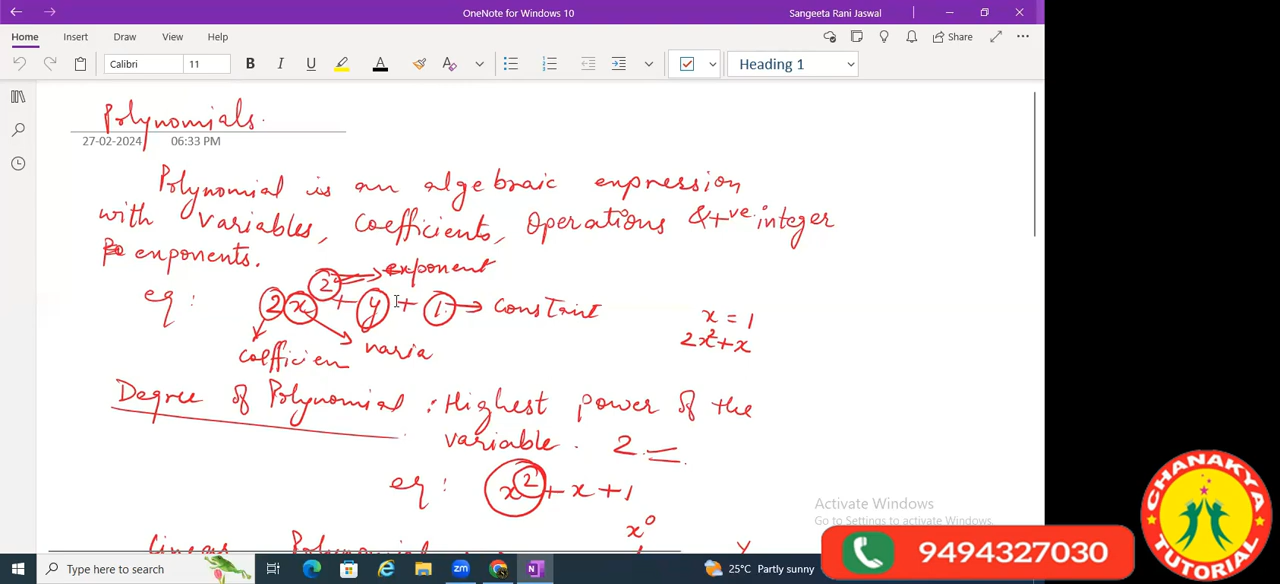 OneNote for Windows 10
Sangeeta Rani Jaswal
Home Insert Draw View Help
Share
Calibri 11 B I U A Heading 1
Polynomials.
27-02-2024 06:33 PM
Polynomial is an algebraic expression
with variables, coefficients, operations & +ve integer
exponents.
exponent
eg: 2x² + y + 1 → constant
x = 1
2x²+x
coefficien varia
Degree of Polynomial : Highest power of the
variable. 2
eg: x² + x + 1
x⁰
linear Polynomial
Activate Windows
Go to Settings to activate Windows.
CHANAKYA
TUTORIAL
9494327030
Type here to search
25°C Partly sunny